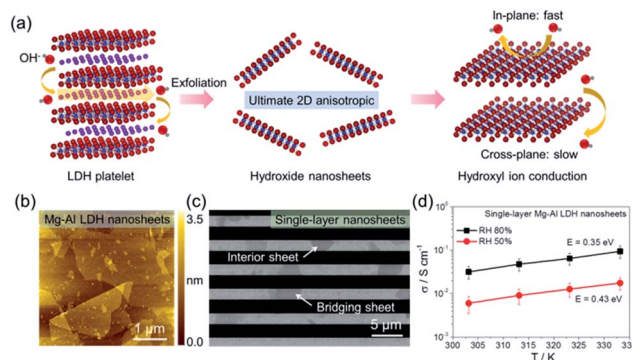 (a)
In-plane: fast
OH-
Exfoliation
Ultimate 2D anisotropic
Cross-plane: slow
LDH platelet
Hydroxide nanosheets
Hydroxyl ion conduction
(b)
Mg-Al LDH nanosheets
1 μm
3.5
nm
0.0
(c)
Single-layer nanosheets
Interior sheet
Bridging sheet
5 μm
(d)
Single-layer Mg-Al LDH nanosheets
RH 80%
RH 50%
E = 0.35 eV
E = 0.43 eV
σ / S cm⁻¹
10⁰
10⁻¹
10⁻²
10⁻³
300 305 310 315 320 325 330 33
T / K